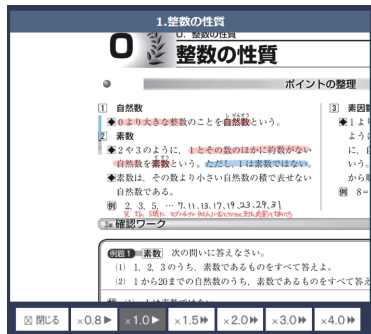 1.整数の性質
0. 整数の性質
0 整数の性質
ポイントの整理
1 自然数
◆0より大きな整数のことを自然数という。
しぜんすう
2 素数
◆2や3のように，1とその数のほかに約数がない
自然数を素数という。ただし，1は素数ではない。
◆素数は，その数より小さい自然数の積で表せない
自然数である。
例 2，3，5，… 7.11.13.17.19.23.29.31
確認ワーク
例題1 素数 次の問いに答えなさい。
(1) 1，2，3のうち，素数であるものをすべて答えよ。
(2) 1から20までの自然数のうち，素数であるものをすべて答え
3 素因
◆1より
ように
に，自
いう。
から順
例 8＝
閉じる ×0.8 ×1.0 ×1.5 ×2.0 ×3.0 ×4.0